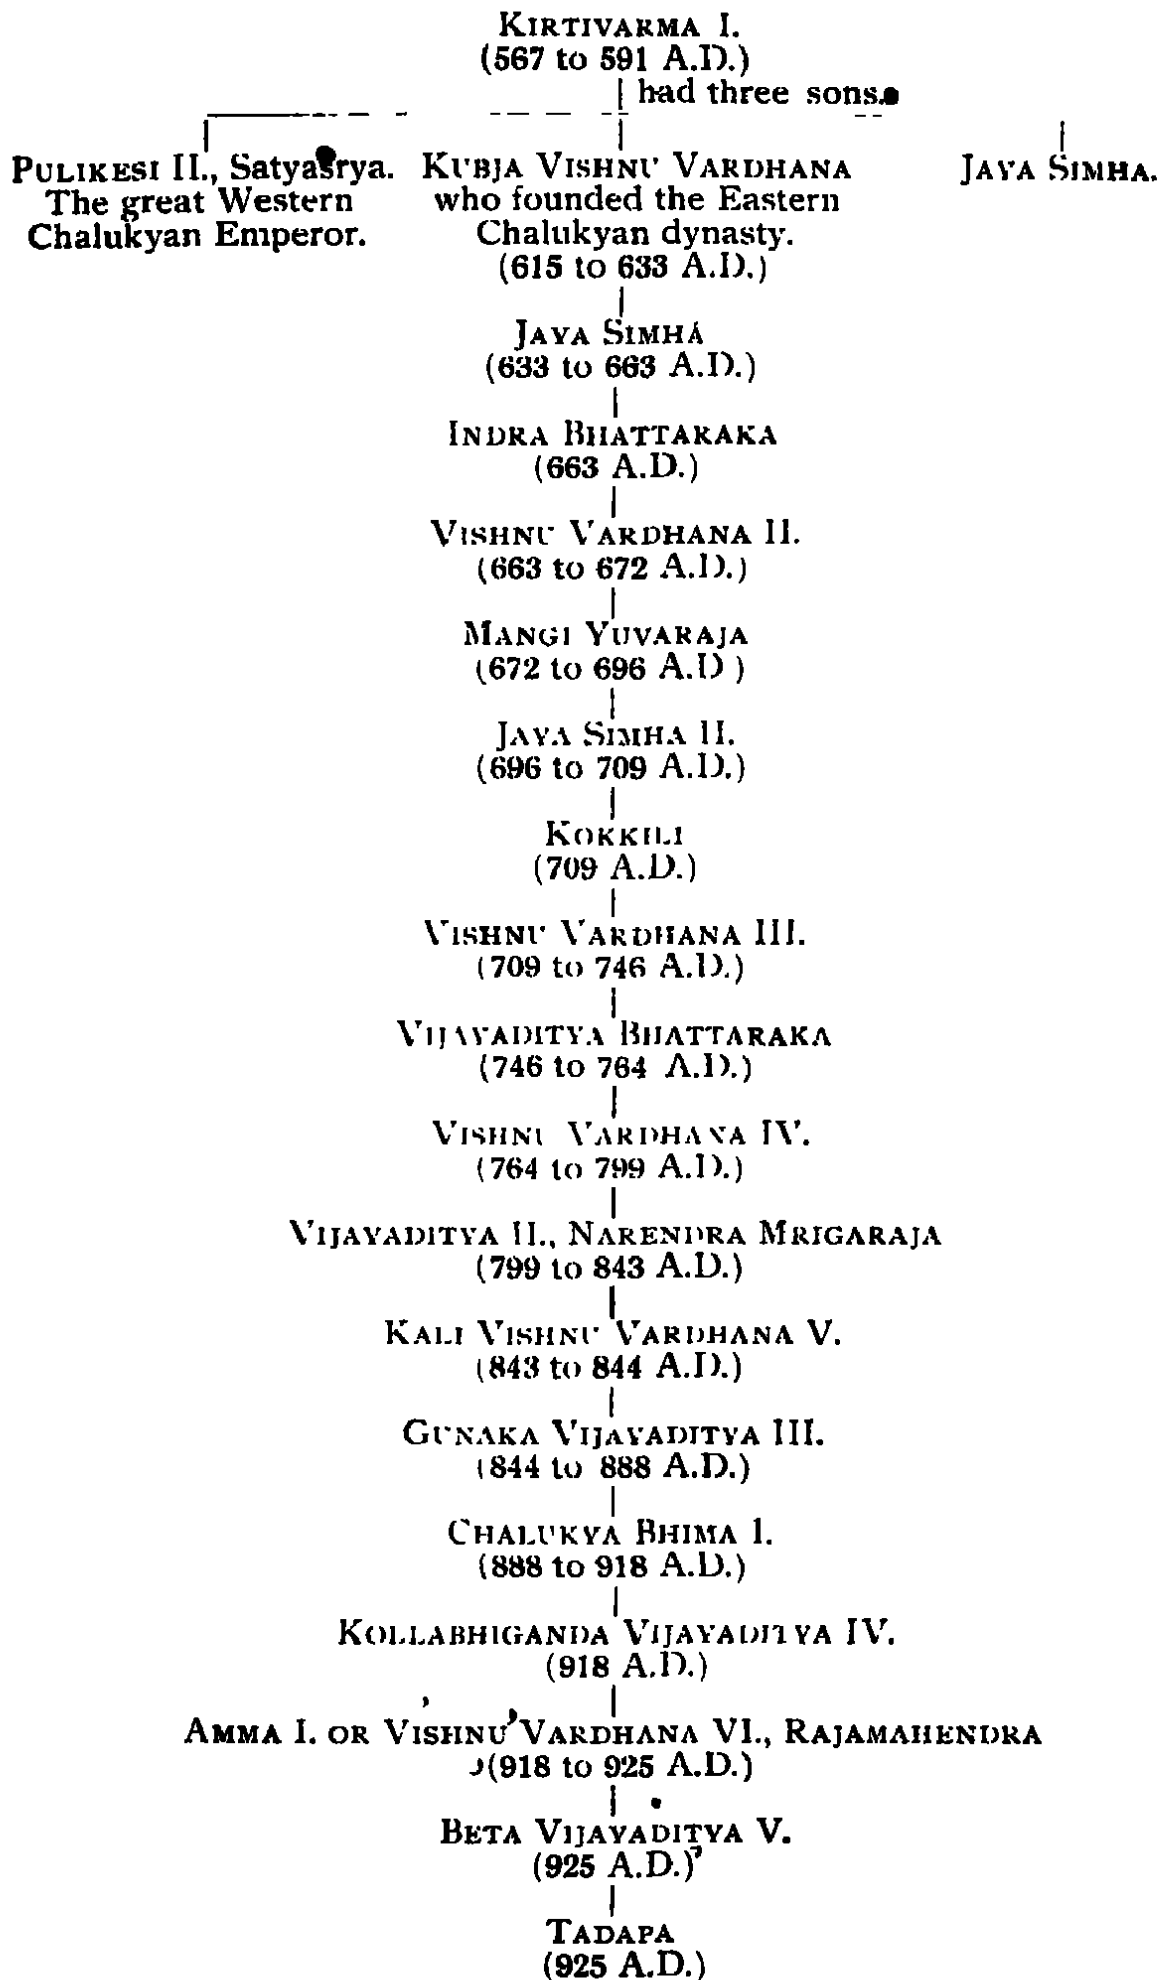 KIRTIVARMA I.
(567 to 591 A.D.)
had three sons.
PULIKESI II., Satyasrya.
The great Western
Chalukyan Emperor.
KUBJA VISHNU VARDHANA
who founded the Eastern
Chalukyan dynasty.
(615 to 633 A.D.)
JAYA SIMHA.
JAYA SIMHA
(633 to 663 A.D.)
INDRA BHATTARAKA
(663 A.D.)
VISHNU VARDHANA II.
(663 to 672 A.D.)
MANGI YUVARAJA
(672 to 696 A.D )
JAYA SIMHA II.
(696 to 709 A.D.)
KOKKILI
(709 A.D.)
VISHNU VARDHANA III.
(709 to 746 A.D.)
VIJAYADITYA BHATTARAKA
(746 to 764 A.D.)
VISHNU VARDHANA IV.
(764 to 799 A.D.)
VIJAYADITYA II., NARENDRA MRIGARAJA
(799 to 843 A.D.)
KALI VISHNU VARDHANA V.
(843 to 844 A.D.)
GUNAKA VIJAYADITYA III.
(844 to 888 A.D.)
CHALUKYA BHIMA I.
(888 to 918 A.D.)
KOLLABHIGANDA VIJAYADITYA IV.
(918 A.D.)
AMMA I. OR VISHNU VARDHANA VI., RAJAMAHENDRA
(918 to 925 A.D.)
BETA VIJAYADITYA V.
(925 A.D.)
TADAPA
(925 A.D.)